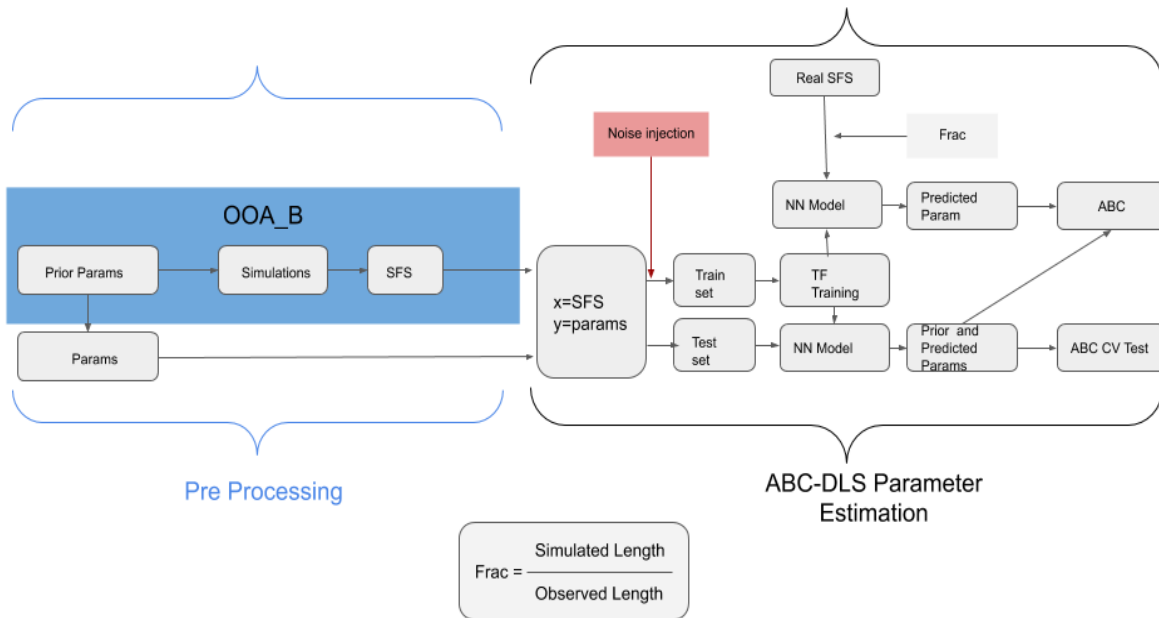 Real SFS
Noise injection
Frac
OOA_B
NN Model
Predicted
Param
ABC
Prior Params
Simulations
SFS
x=SFS
y=params
Train
set
TF
Training
Params
Test
set
NN Model
Prior and
Predicted
Params
ABC CV Test
Pre Processing
ABC-DLS Parameter
Estimation
Frac = Simulated Length
Observed Length